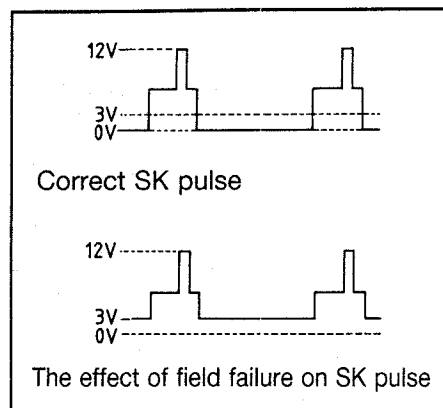 12V
3V
0V
Correct SK pulse
12V
3V
0V
The effect of field failure on SK pulse